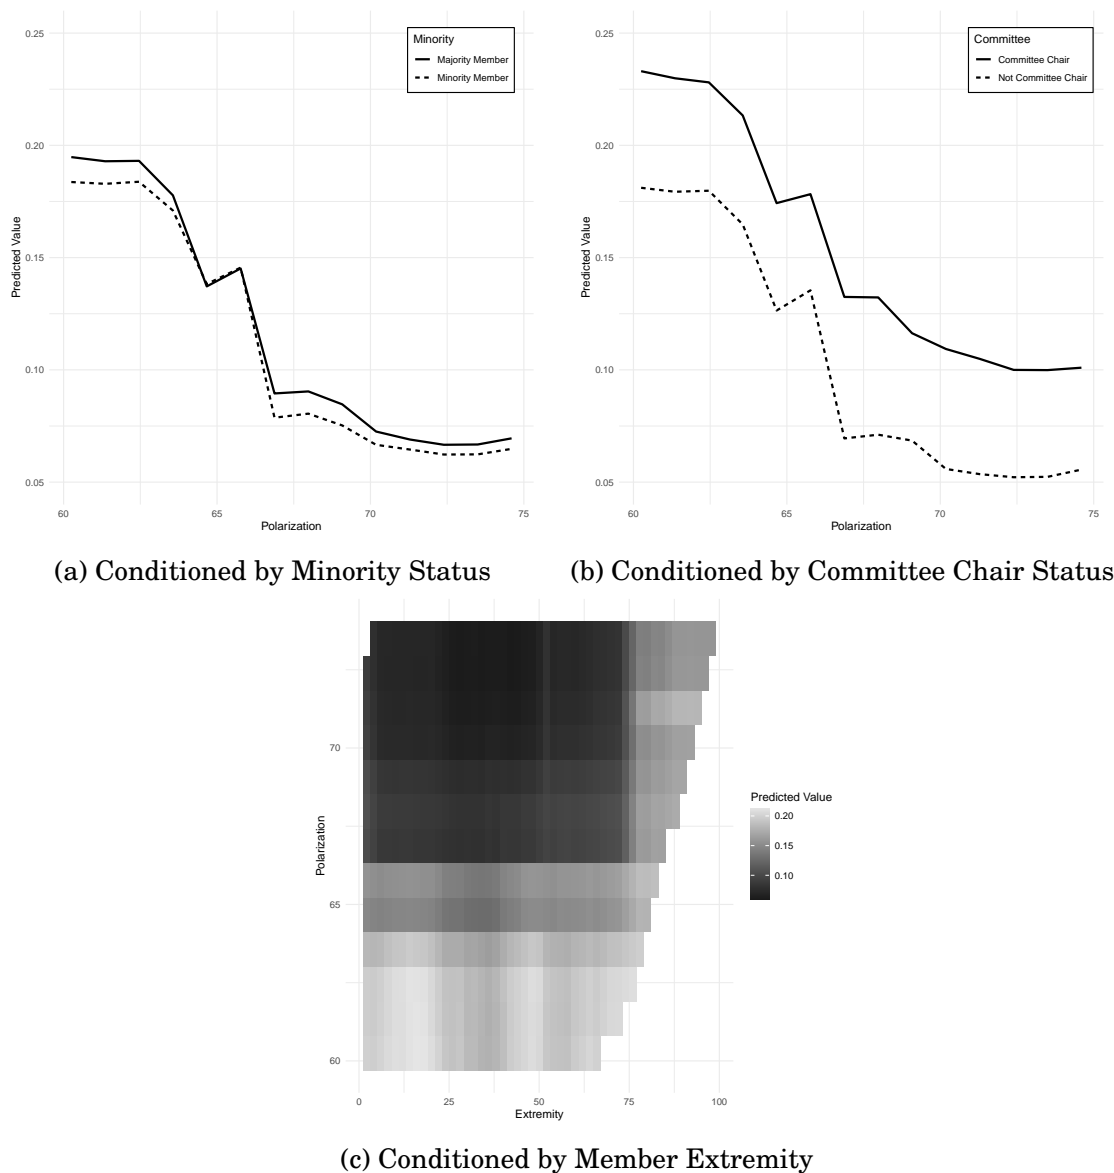 0.25
0.20
0.15
0.10
0.05
Predicted Value
60
65
70
75
Polarization
Minority
Majority Member
Minority Member
(a) Conditioned by Minority Status
0.25
0.20
0.15
0.10
0.05
Predicted Value
60
65
70
75
Polarization
Committee
Committee Chair
Not Committee Chair
(b) Conditioned by Committee Chair Status
70
65
60
Polarization
0
25
50
75
100
Extremity
Predicted Value
0.20
0.15
0.10
(c) Conditioned by Member Extremity